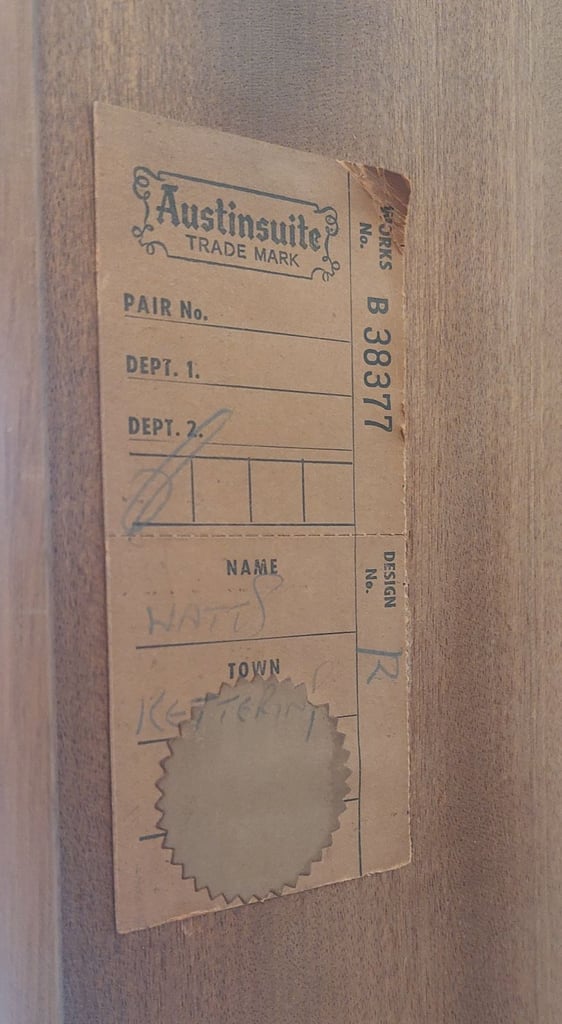 Austinsuite
TRADE MARK
PAIR No.
DEPT. 1.
DEPT. 2.
NAME
WATTS
TOWN
KETTERING
WORKS No. B 38377
DESIGN No. R